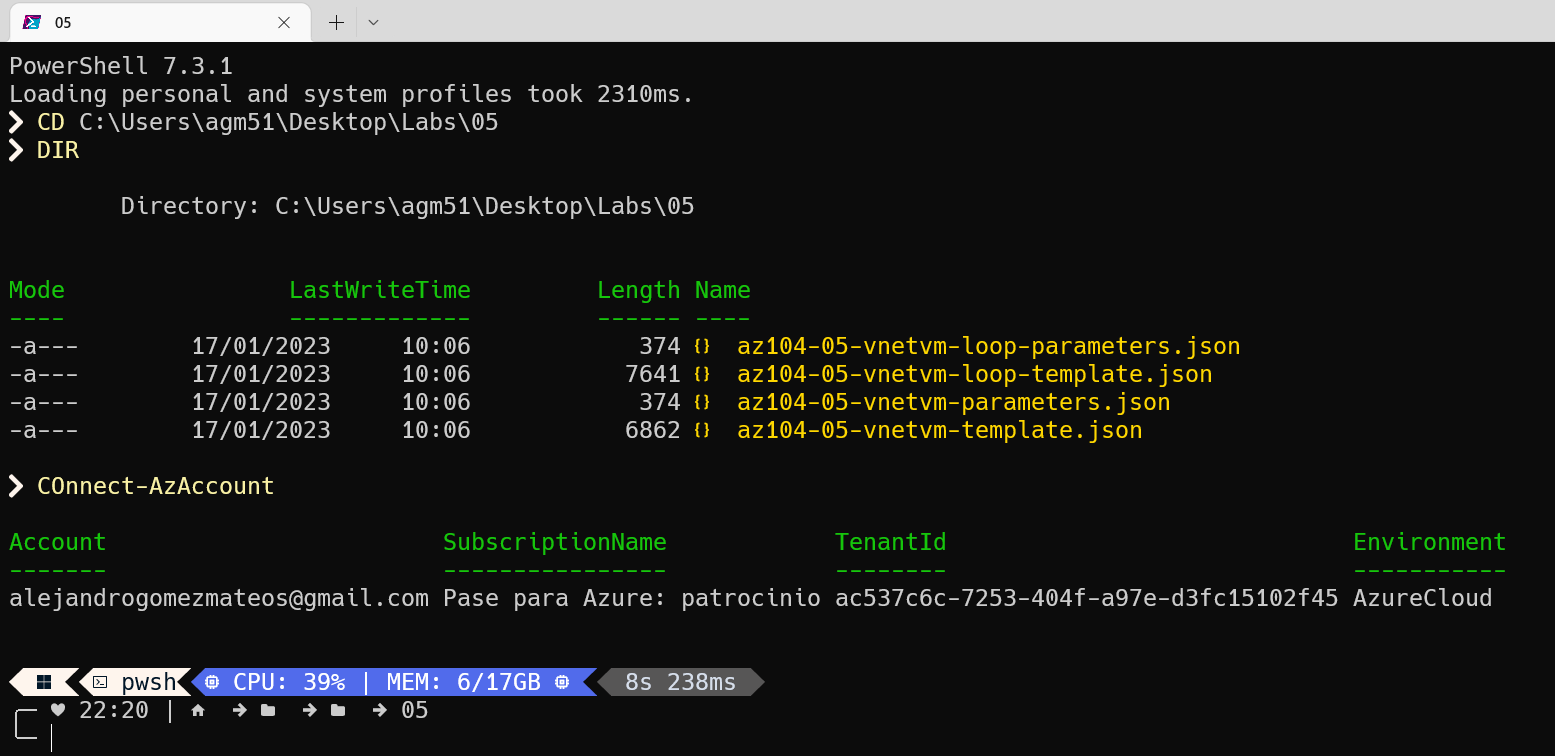 05
PowerShell 7.3.1
Loading personal and system profiles took 2310ms.
CD C:\Users\agm51\Desktop\Labs\05
DIR
Directory: C:\Users\agm51\Desktop\Labs\05
Mode LastWriteTime Length Name
---- ------------- ------ ----
-a--- 17/01/2023 10:06 374 {} az104-05-vnetvm-loop-parameters.json
-a--- 17/01/2023 10:06 7641 {} az104-05-vnetvm-loop-template.json
-a--- 17/01/2023 10:06 374 {} az104-05-vnetvm-parameters.json
-a--- 17/01/2023 10:06 6862 {} az104-05-vnetvm-template.json
COnnect-AzAccount
Account SubscriptionName TenantId Environment
------- ---------------- -------- -----------
alejandrogomezmateos@gmail.com Pase para Azure: patrocinio ac537c6c-7253-404f-a97e-d3fc15102f45 AzureCloud
pwsh CPU: 39% | MEM: 6/17GB 8s 238ms
22:20 | 05